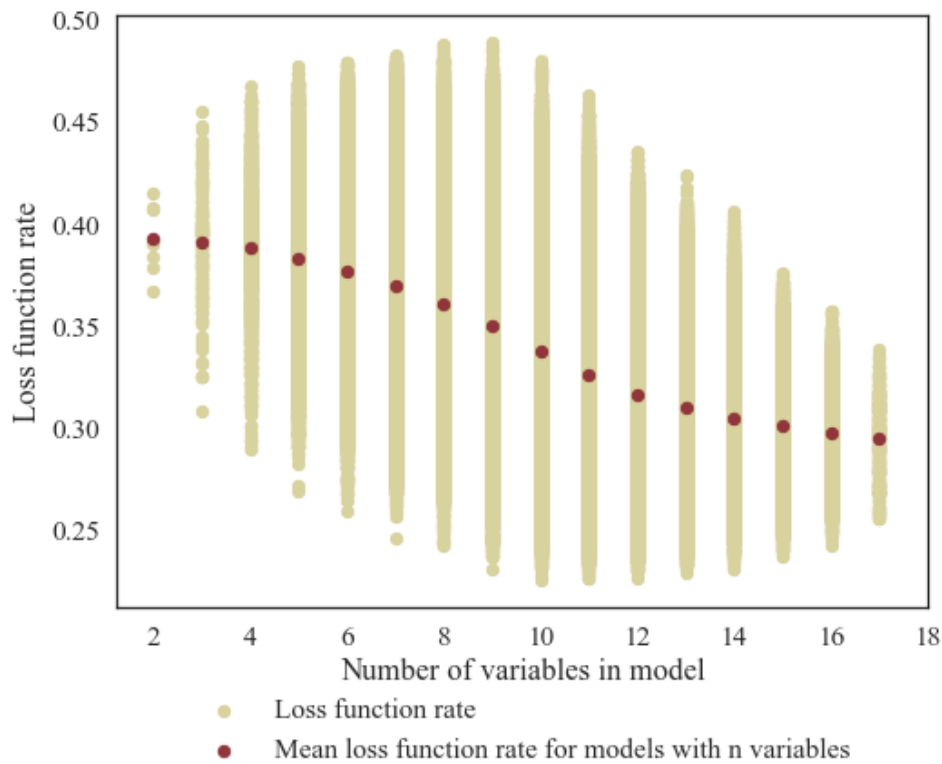 0.50
0.45
0.40
0.35
0.30
0.25
Loss function rate
2 4 6 8 10 12 14 16 18
Number of variables in model
Loss function rate
Mean loss function rate for models with n variables